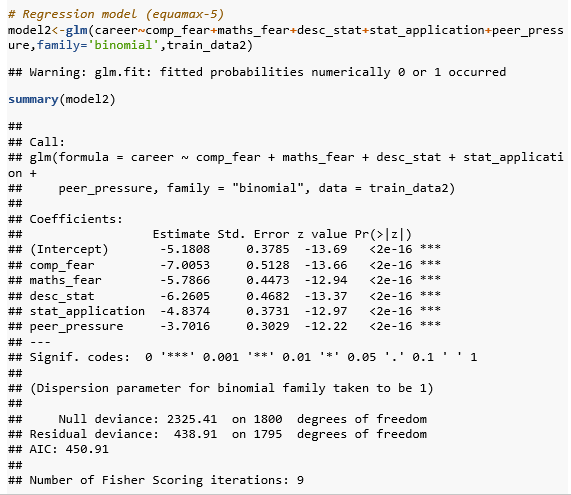 # Regression model (equamax-5)
model2<-glm(career~comp_fear+maths_fear+desc_stat+stat_application+peer_press
ure,family='binomial',train_data2)
## Warning: glm.fit: fitted probabilities numerically 0 or 1 occurred
summary(model2)
##
## Call:
## glm(formula = career ~ comp_fear + maths_fear + desc_stat + stat_applicati
on +
##     peer_pressure, family = "binomial", data = train_data2)
##
## Coefficients:
##                  Estimate Std. Error z value Pr(>|z|)
## (Intercept)       -5.1808     0.3785  -13.69   <2e-16 ***
## comp_fear         -7.0053     0.5128  -13.66   <2e-16 ***
## maths_fear        -5.7866     0.4473  -12.94   <2e-16 ***
## desc_stat         -6.2605     0.4682  -13.37   <2e-16 ***
## stat_application  -4.8374     0.3731  -12.97   <2e-16 ***
## peer_pressure     -3.7016     0.3029  -12.22   <2e-16 ***
## ---
## Signif. codes:  0 '***' 0.001 '**' 0.01 '*' 0.05 '.' 0.1 ' ' 1
##
## (Dispersion parameter for binomial family taken to be 1)
##
##     Null deviance: 2325.41  on 1800  degrees of freedom
## Residual deviance:  438.91  on 1795  degrees of freedom
## AIC: 450.91
##
## Number of Fisher Scoring iterations: 9